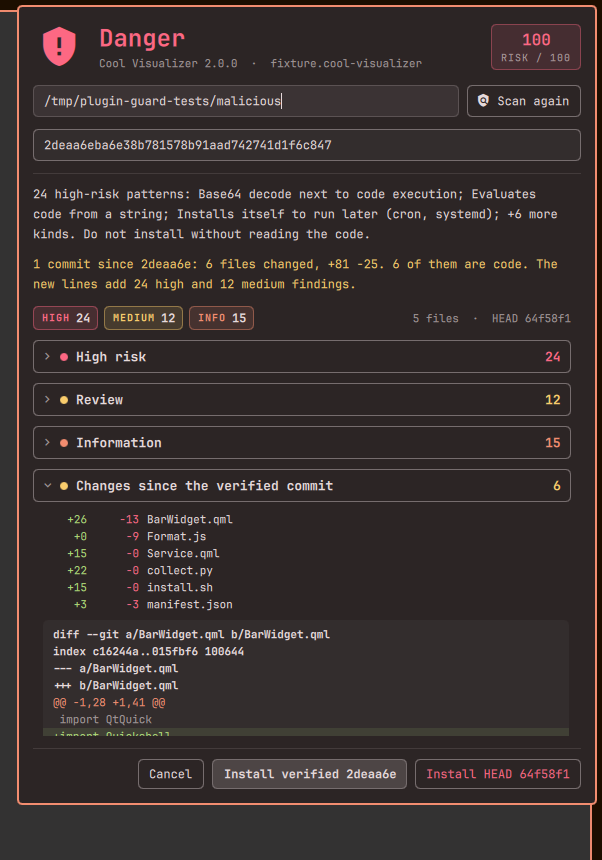 Danger
Cool Visualizer 2.0.0 · fixture.cool-visualizer
100
RISK / 100
/tmp/plugin-guard-tests/malicious
Scan again
2deaa6eba6e38b781578b91aad742741d1f6c847
24 high-risk patterns: Base64 decode next to code execution; Evaluates
code from a string; Installs itself to run later (cron, systemd); +6 more
kinds. Do not install without reading the code.
1 commit since 2deaa6e: 6 files changed, +81 -25. 6 of them are code. The
new lines add 24 high and 12 medium findings.
HIGH 24 MEDIUM 12 INFO 15 5 files · HEAD 64f58f1
High risk 24
Review 12
Information 15
Changes since the verified commit 6
+26 -13 BarWidget.qml
+0 -9 Format.js
+15 -0 Service.qml
+22 -0 collect.py
+15 -0 install.sh
+3 -3 manifest.json
diff --git a/BarWidget.qml b/BarWidget.qml
index c16244a..015fbf6 100644
--- a/BarWidget.qml
+++ b/BarWidget.qml
@@ -1,28 +1,41 @@
import QtQuick
+import Quickshell
Cancel Install verified 2deaa6e Install HEAD 64f58f1